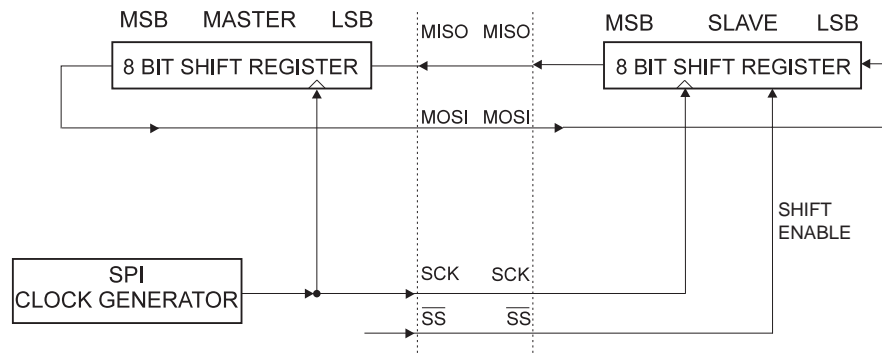 MSB MASTER LSB
MISO MISO
MSB SLAVE LSB
8 BIT SHIFT REGISTER
8 BIT SHIFT REGISTER
MOSI MOSI
SHIFT
ENABLE
SPI
CLOCK GENERATOR
SCK SCK
SS SS